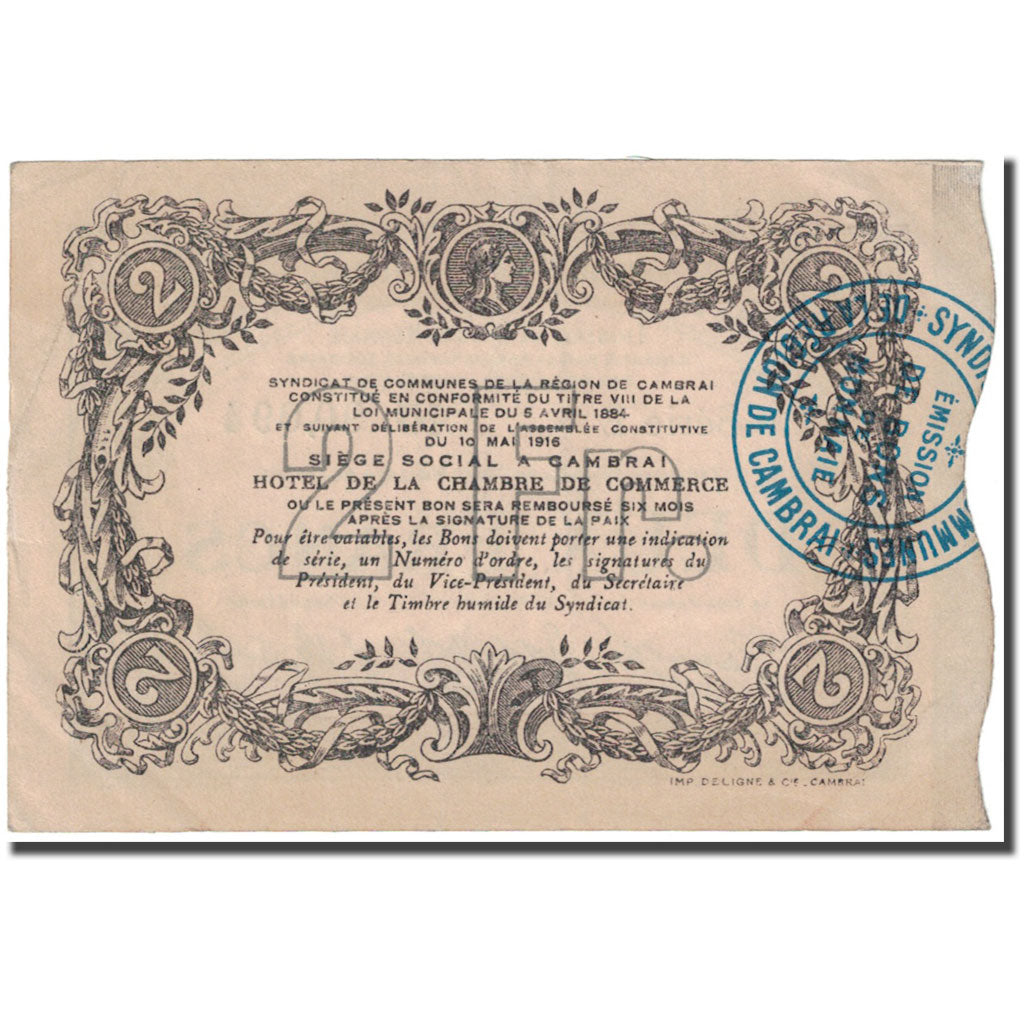 2
2
SYNDICAT DE COMMUNES DE LA RÉGION DE CAMBRAI
CONSTITUÉ EN CONFORMITÉ DU TITRE VIII DE LA
LOI MUNICIPALE DU 5 AVRIL 1884
ET SUIVANT DÉLIBÉRATION DE L'ASSEMBLÉE CONSTITUTIVE
DU 10 MAI 1916
SIÈGE SOCIAL A CAMBRAI
HOTEL DE LA CHAMBRE DE COMMERCE
OU LE PRÉSENT BON SERA REMBOURSÉ SIX MOIS
APRÈS LA SIGNATURE DE LA PAIX
Pour être valables, les Bons doivent porter une indication
de série, un Numéro d'ordre, les signatures du
Président, du Vice-Président, du Secrétaire
et le Timbre humide du Syndicat.
2 Fr.
SYNDI
MMUNES
DE LA RÉGION DE CAMBRAI
ÉMISSION
DE BONS
DE
MONNAIE
2
2
IMP. DELIGNE & Cie _ CAMBRAI